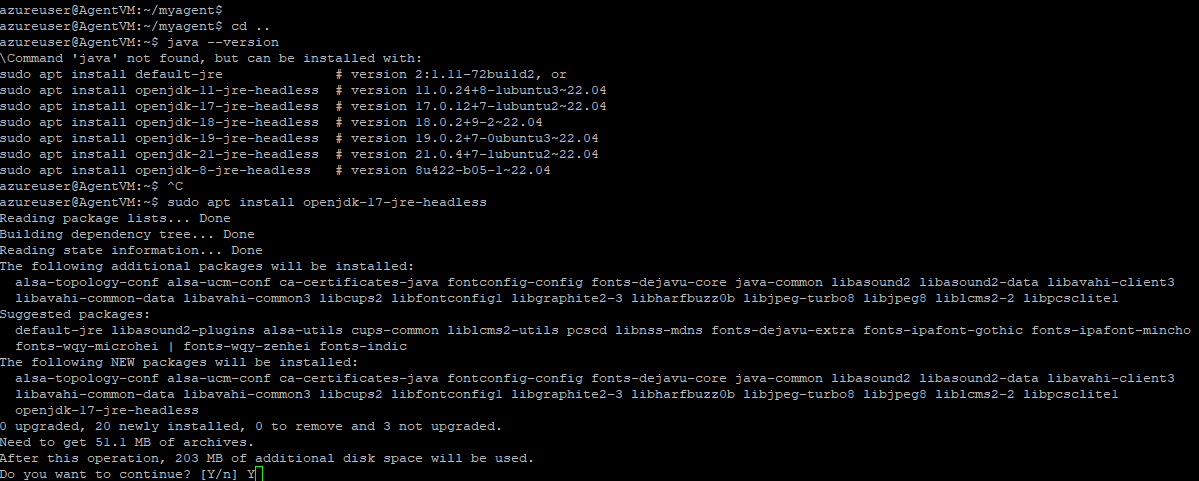 azureuser@AgentVM:~/myagent$
azureuser@AgentVM:~/myagent$ cd ..
azureuser@AgentVM:~$ java --version
\Command 'java' not found, but can be installed with:
sudo apt install default-jre              # version 2:1.11-72build2, or
sudo apt install openjdk-11-jre-headless  # version 11.0.24+8-1ubuntu3~22.04
sudo apt install openjdk-17-jre-headless  # version 17.0.12+7-1ubuntu2~22.04
sudo apt install openjdk-18-jre-headless  # version 18.0.2+9-2~22.04
sudo apt install openjdk-19-jre-headless  # version 19.0.2+7-0ubuntu3~22.04
sudo apt install openjdk-21-jre-headless  # version 21.0.4+7-1ubuntu2~22.04
sudo apt install openjdk-8-jre-headless   # version 8u422-b05-1~22.04
azureuser@AgentVM:~$ ^C
azureuser@AgentVM:~$ sudo apt install openjdk-17-jre-headless
Reading package lists... Done
Building dependency tree... Done
Reading state information... Done
The following additional packages will be installed:
  alsa-topology-conf alsa-ucm-conf ca-certificates-java fontconfig-config fonts-dejavu-core java-common libasound2 libasound2-data libavahi-client3
  libavahi-common-data libavahi-common3 libcups2 libfontconfig1 libgraphite2-3 libharfbuzz0b libjpeg-turbo8 libjpeg8 liblcms2-2 libpcsclite1
Suggested packages:
  default-jre libasound2-plugins alsa-utils cups-common liblcms2-utils pcscd libnss-mdns fonts-dejavu-extra fonts-ipafont-gothic fonts-ipafont-mincho
  fonts-wqy-microhei | fonts-wqy-zenhei fonts-indic
The following NEW packages will be installed:
  alsa-topology-conf alsa-ucm-conf ca-certificates-java fontconfig-config fonts-dejavu-core java-common libasound2 libasound2-data libavahi-client3
  libavahi-common-data libavahi-common3 libcups2 libfontconfig1 libgraphite2-3 libharfbuzz0b libjpeg-turbo8 libjpeg8 liblcms2-2 libpcsclite1
  openjdk-17-jre-headless
0 upgraded, 20 newly installed, 0 to remove and 3 not upgraded.
Need to get 51.1 MB of archives.
After this operation, 203 MB of additional disk space will be used.
Do you want to continue? [Y/n] Y